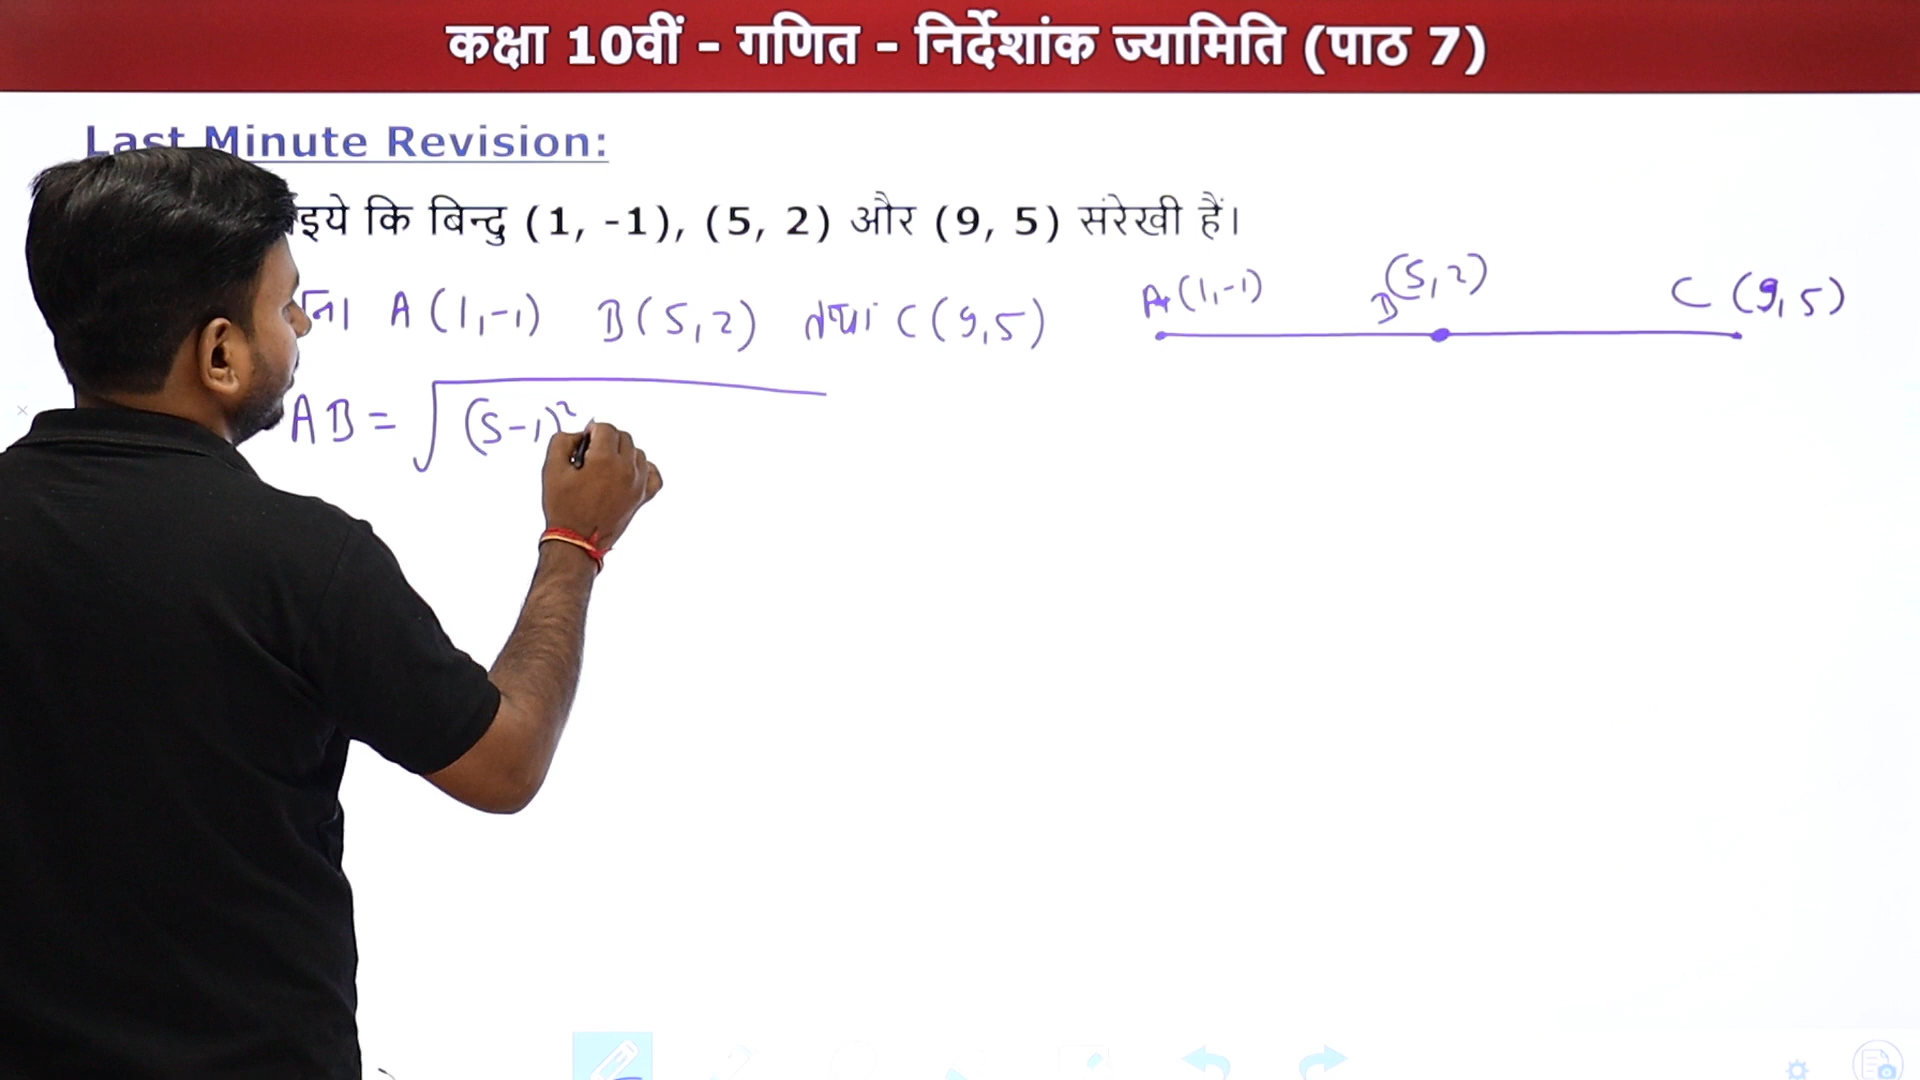 कक्षा 10वीं - गणित - निर्देशांक ज्यामिति (पाठ 7)
Last Minute Revision:
कि बिन्दु (1, -1), (5, 2) और (9, 5) संरेखी हैं।
A (1,-1) B (5,2) तथा C (9,5)
A (1,-1) B (5,2) C (9,5)
AB = √(5-1)²